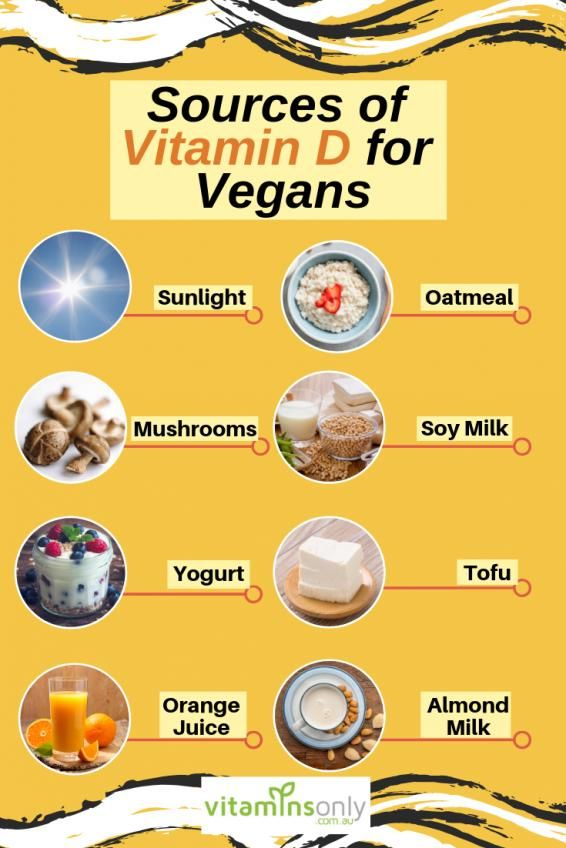 Sources of
Vitamin D for
Vegans
Sunlight
Oatmeal
Mushrooms
Soy Milk
Yogurt
Tofu
Orange
Juice
Almond
Milk
vitaminsonly
.com.au